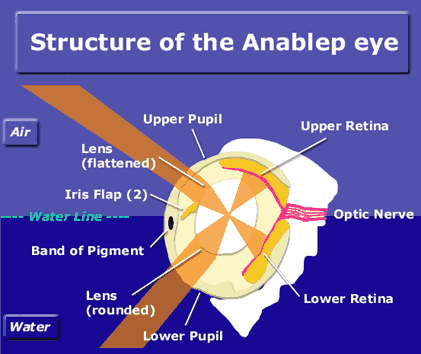 Structure of the Anablep eye
Air
Upper Pupil
Upper Retina
Lens
(flattened)
Iris Flap (2)
Water Line
Optic Nerve
Band of Pigment
Lens
(rounded)
Lower Retina
Water
Lower Pupil